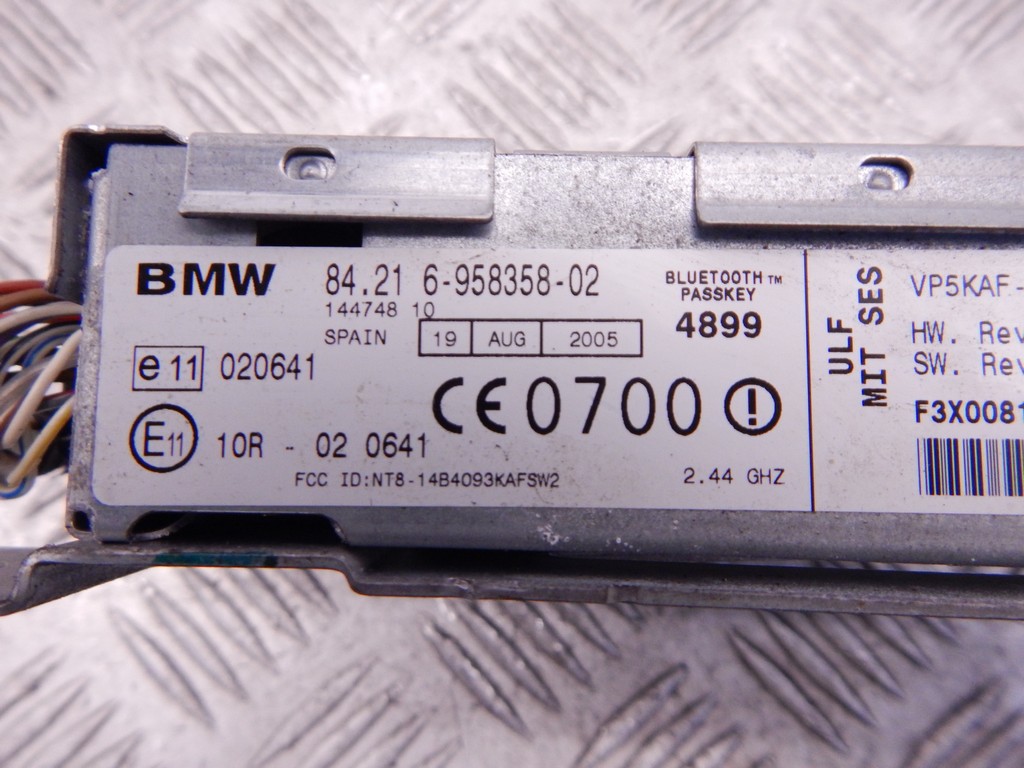 BMW 84.21 6-958358-02
144748 10
SPAIN 19 AUG 2005
BLUETOOTH™
PASSKEY
4899
e11 020641
CE0700
E11 10R - 02 0641
FCC ID:NT8-14B4093KAFSW2
2.44 GHZ
ULF
MIT SES
VP5KAF-
HW. Rev
SW. Rev
F3X0081